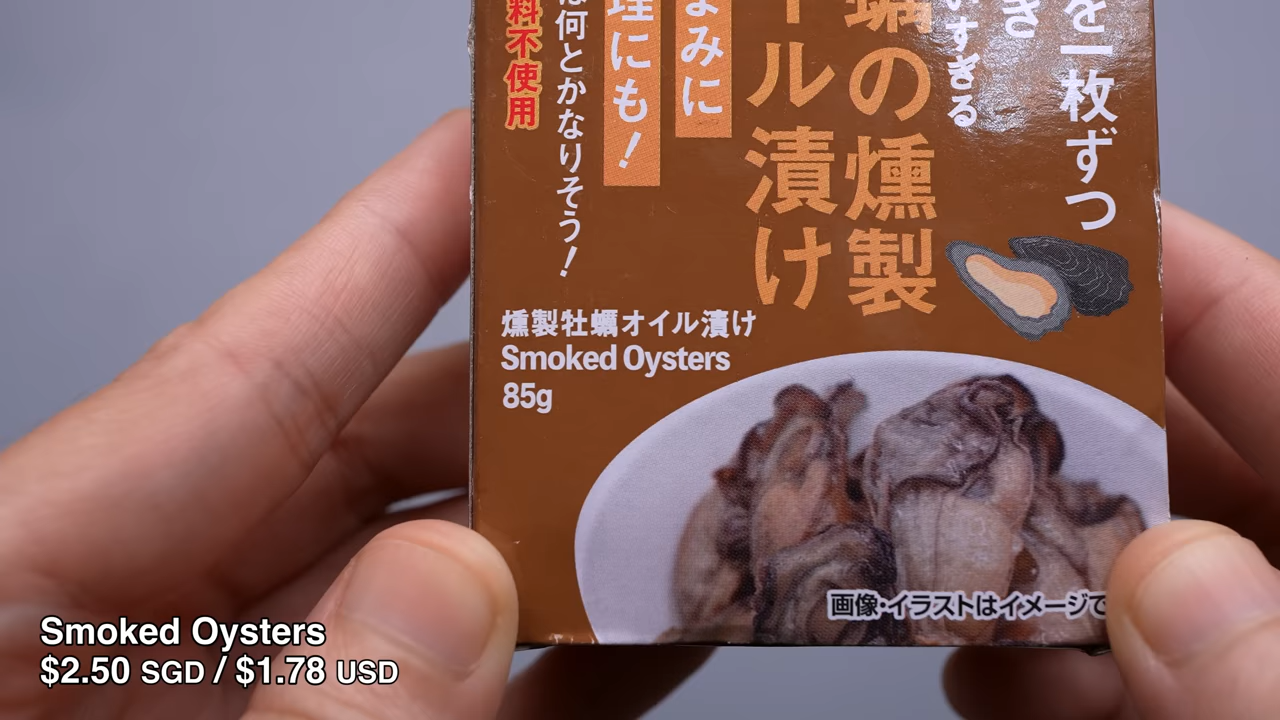 を一枚ずつ
ぎ
いすぎる
蠣の燻製
イル漬け
まみに
理にも!
は何とかなりそう!
料不使用
燻製牡蠣オイル漬け
Smoked Oysters
85g
画像・イラストはイメージで
Smoked Oysters
$2.50 SGD / $1.78 USD